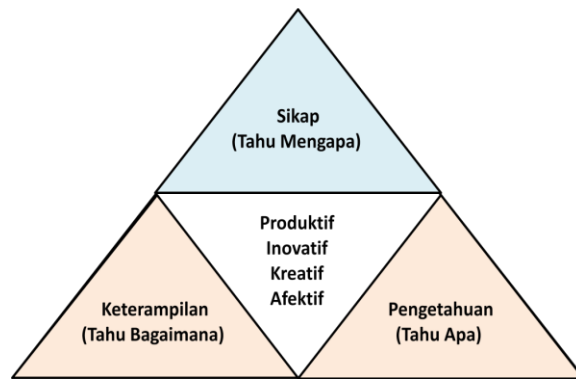 Sikap
(Tahu Mengapa)
Produktif
Inovatif
Kreatif
Afektif
Keterampilan
(Tahu Bagaimana)
Pengetahuan
(Tahu Apa)